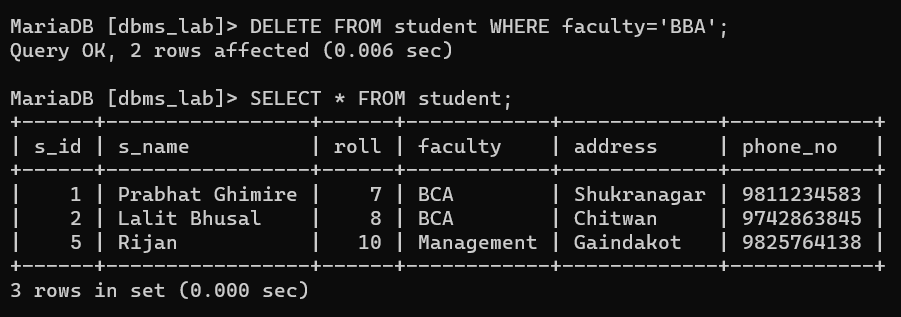 MariaDB [dbms_lab]> DELETE FROM student WHERE faculty='BBA';
Query OK, 2 rows affected (0.006 sec)

MariaDB [dbms_lab]> SELECT * FROM student;
+------+-----------------+------+------------+-------------+------------+
| s_id | s_name          | roll | faculty    | address     | phone_no   |
+------+-----------------+------+------------+-------------+------------+
|    1 | Prabhat Ghimire |    7 | BCA        | Shukranagar | 9811234583 |
|    2 | Lalit Bhusal    |    8 | BCA        | Chitwan     | 9742863845 |
|    5 | Rijan           |   10 | Management | Gaindakot   | 9825764138 |
+------+-----------------+------+------------+-------------+------------+
3 rows in set (0.000 sec)